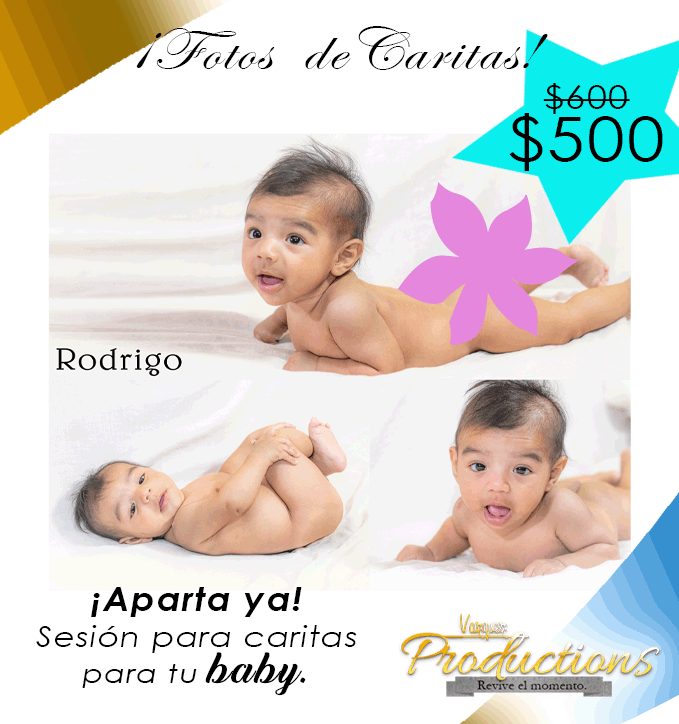 ¡Fotos de Caritas!
$600
$500
Rodrigo
¡Aparta ya!
Sesión para caritas
para tu baby.
Vazquez
Productions
Revive el momento.